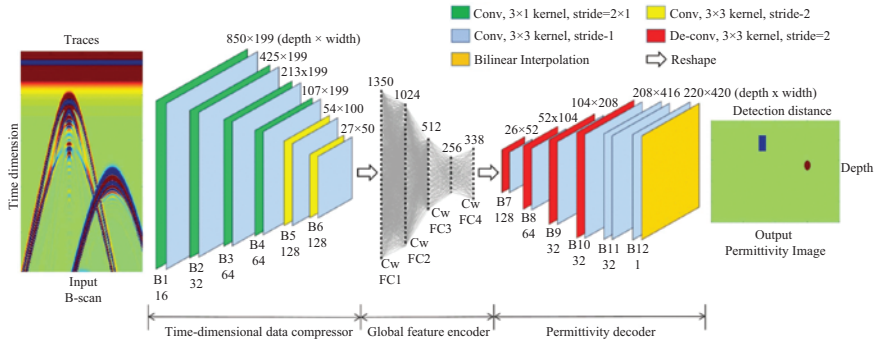 Conv, 3×1 kernel, stride=2×1
Conv, 3×3 kernel, stride-2
Conv, 3×3 kernel, stride-1
De-conv, 3×3 kernel, stride=2
Bilinear Interpolation
Reshape
Traces
Time dimension
Input
B-scan
850×199 (depth × width)
425×199
213x199
107×199
54×100
27×50
B1
16
B2
32
B3
64
B4
64
B5
128
B6
128
1350
1024
512
256
338
Cw
FC1
Cw
FC2
Cw
FC3
Cw
FC4
26×52
52x104
104×208
208×416
220×420 (depth x width)
B7
128
B8
64
B9
32
B10
32
B11
32
B12
1
Detection distance
Depth
Output
Permittivity Image
Time-dimensional data compressor
Global feature encoder
Permittivity decoder